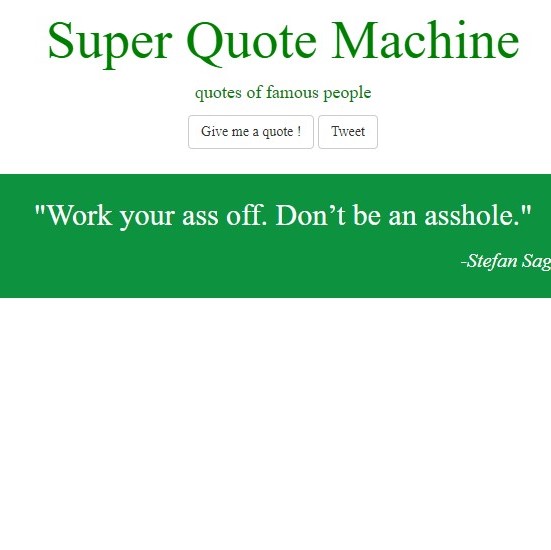 Super Quote Machine
quotes of famous people
Give me a quote !
Tweet
"Work your ass off. Don’t be an asshole."
-Stefan Sag